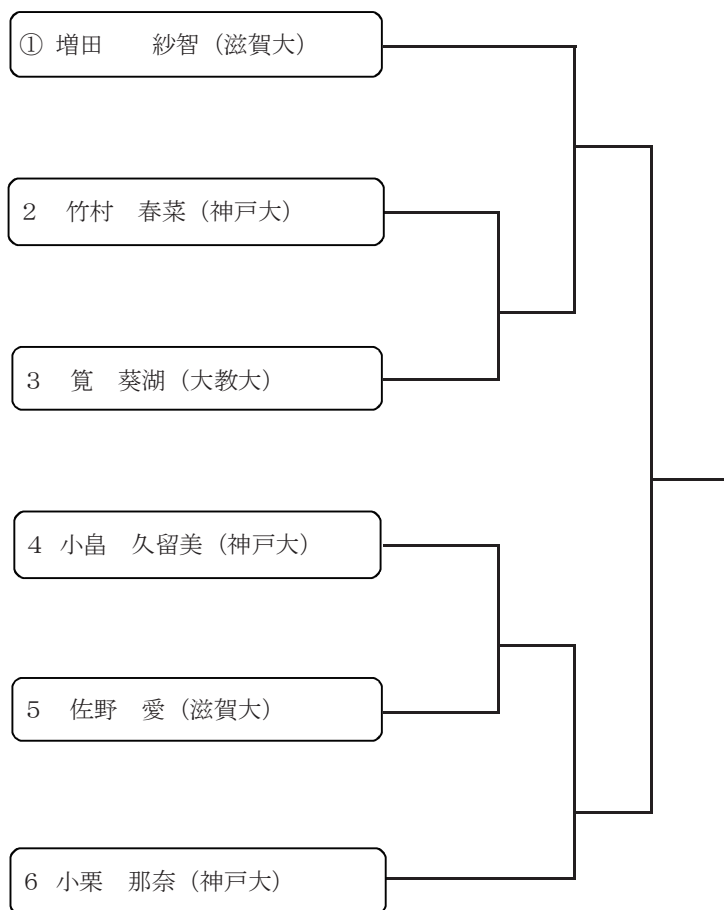 ① 増田　　紗智（滋賀大）
２　竹村　春菜（神戸大）
３　筧　葵湖（大教大）
４ 小畠　久留美（神戸大）
５　佐野　愛（滋賀大）
６ 小栗　那奈（神戸大）